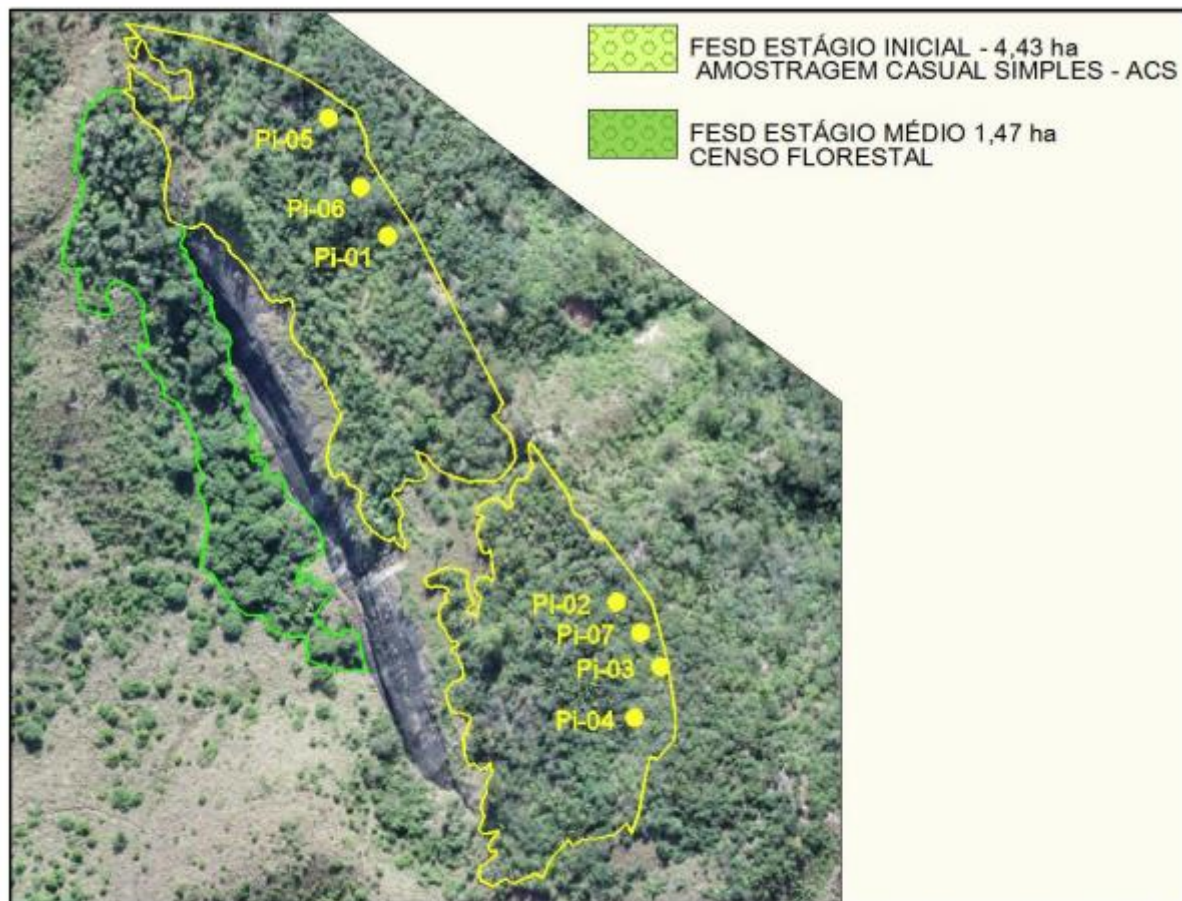 FESD ESTÁGIO INICIAL - 4,43 ha
AMOSTRAGEM CASUAL SIMPLES - ACS
FESD ESTÁGIO MÉDIO 1,47 ha
CENSO FLORESTAL
Pi-05
Pi-06
Pi-01
Pi-02
Pi-07
Pi-03
Pi-04